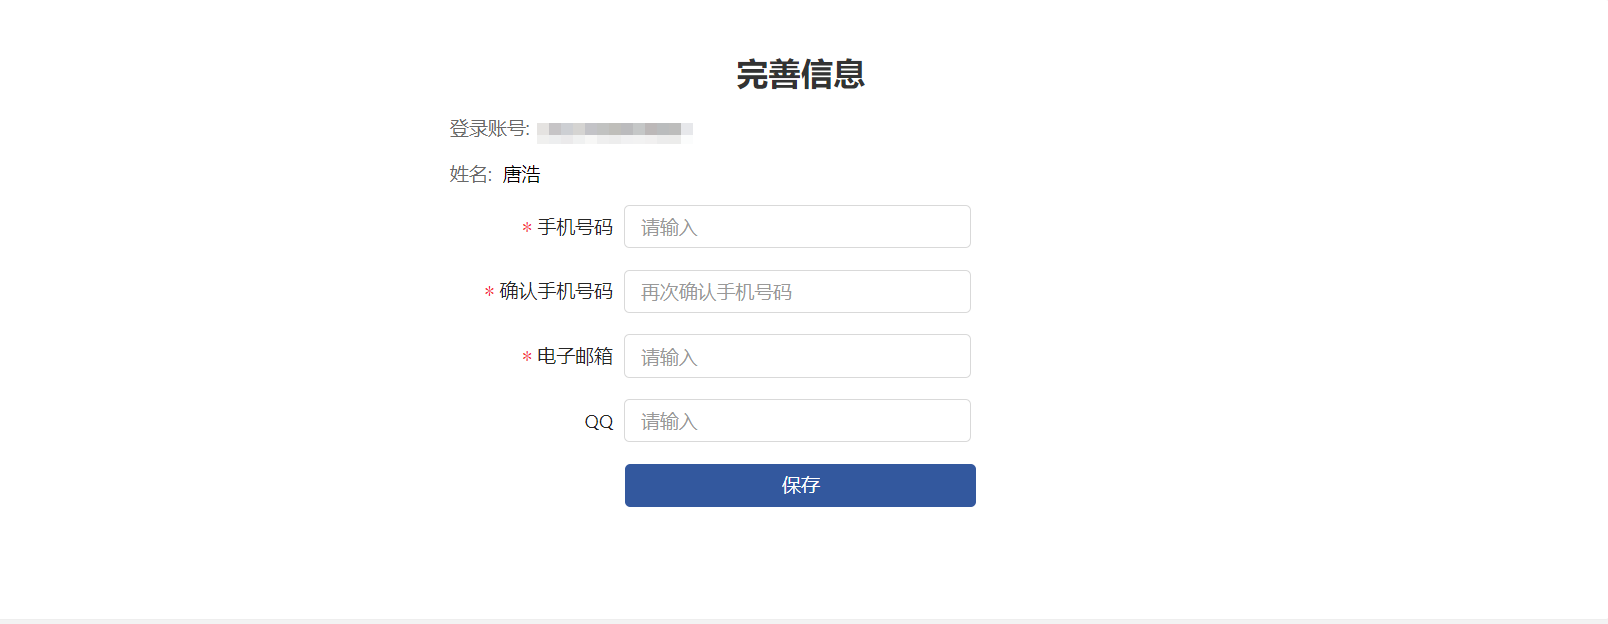 完善信息
登录账号:
姓名: 唐浩
* 手机号码 请输入
* 确认手机号码 再次确认手机号码
* 电子邮箱 请输入
QQ 请输入
保存